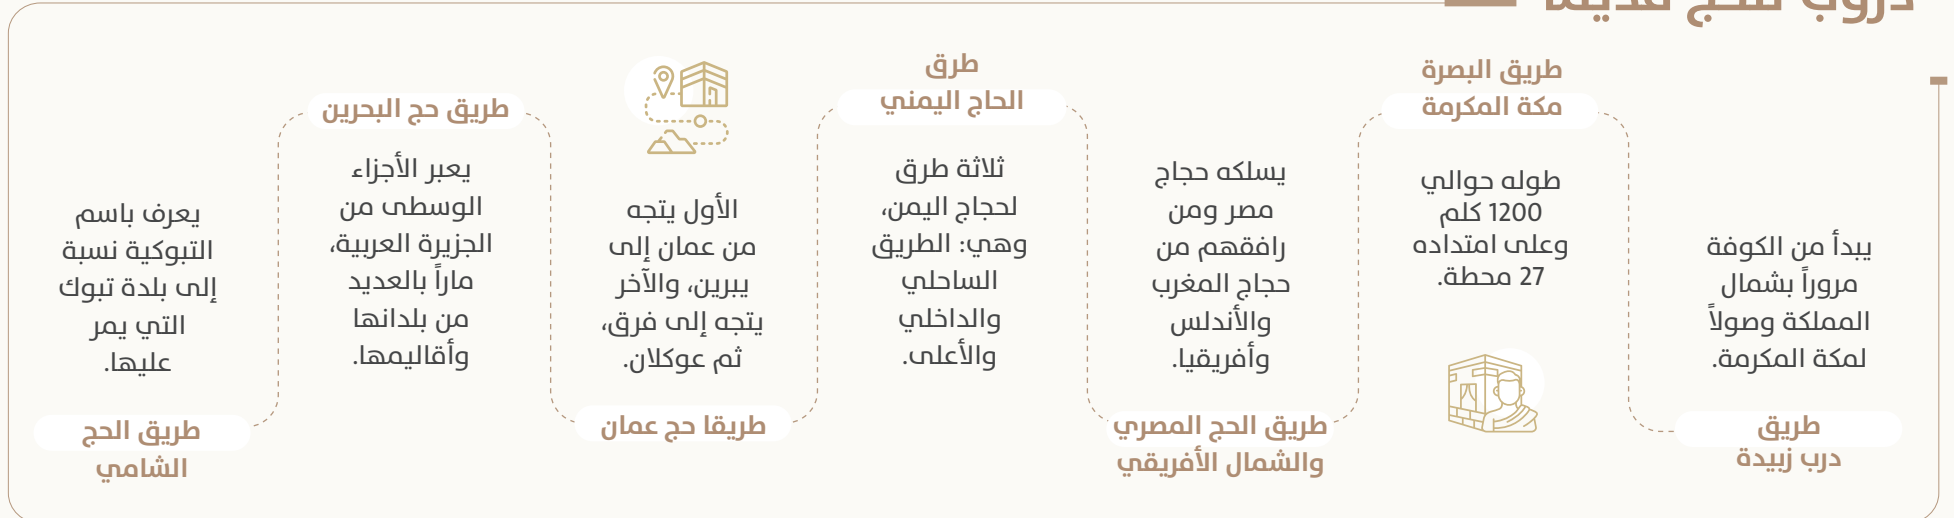 دروب للحج قديما
طريق
درب زبيدة
يبدأ من الكوفة
مروراً بشمال
المملكة وصولاً
لمكة المكرمة.
طريق البصرة
مكة المكرمة
طوله حوالي
1200 كلم
وعلى امتداده
27 محطة.
طريق الحج المصري
والشمال الأفريقي
يسلكه حجاج
مصر ومن
رافقهم من
حجاج المغرب
والأندلس
وأفريقيا.
طرق
الحاج اليمني
ثلاثة طرق
لحجاج اليمن،
وهي: الطريق
الساحلي
والداخلي
والأعلى.
طريقا حج عمان
الأول يتجه
من عمان إلى
يبرين، والآخر
يتجه إلى فرق،
ثم عوكلان.
طريق حج البحرين
يعبر الأجزاء
الوسطى من
الجزيرة العربية،
ماراً بالعديد
من بلدانها
وأقاليمها.
طريق الحج
الشامي
يعرف باسم
التبوكية نسبة
إلى بلدة تبوك
التي يمر
عليها.